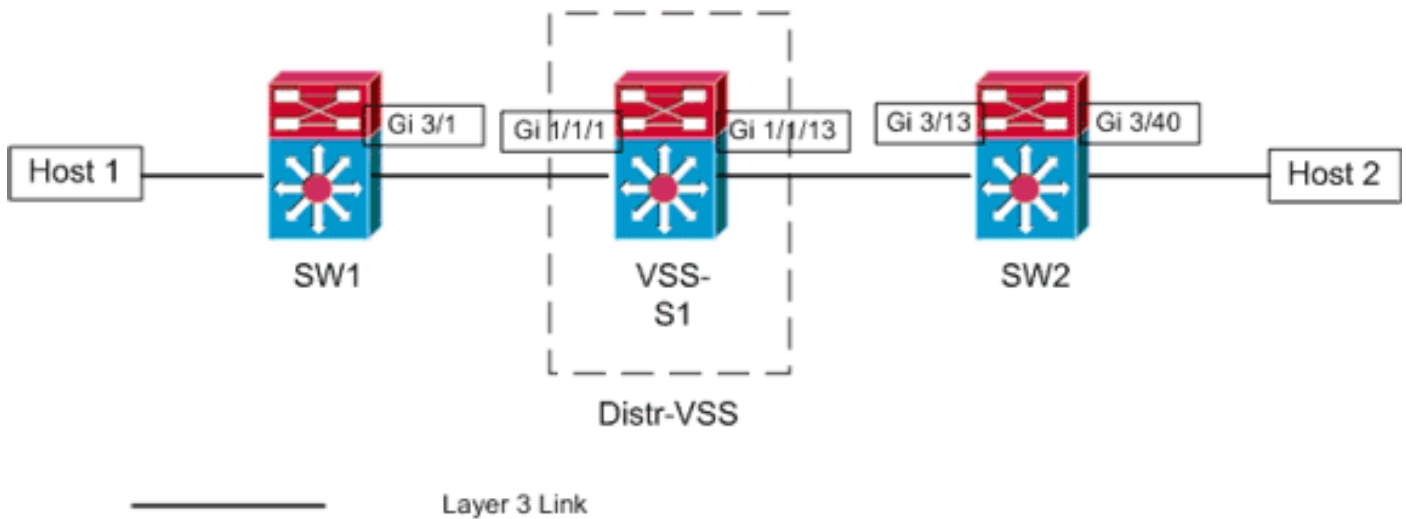 Gi 3/1
Gi 1/1/1
Gi 1/1/13
Gi 3/13
Gi 3/40
Host 1
Host 2
SW1
VSS-
S1
SW2
Distr-VSS
Layer 3 Link